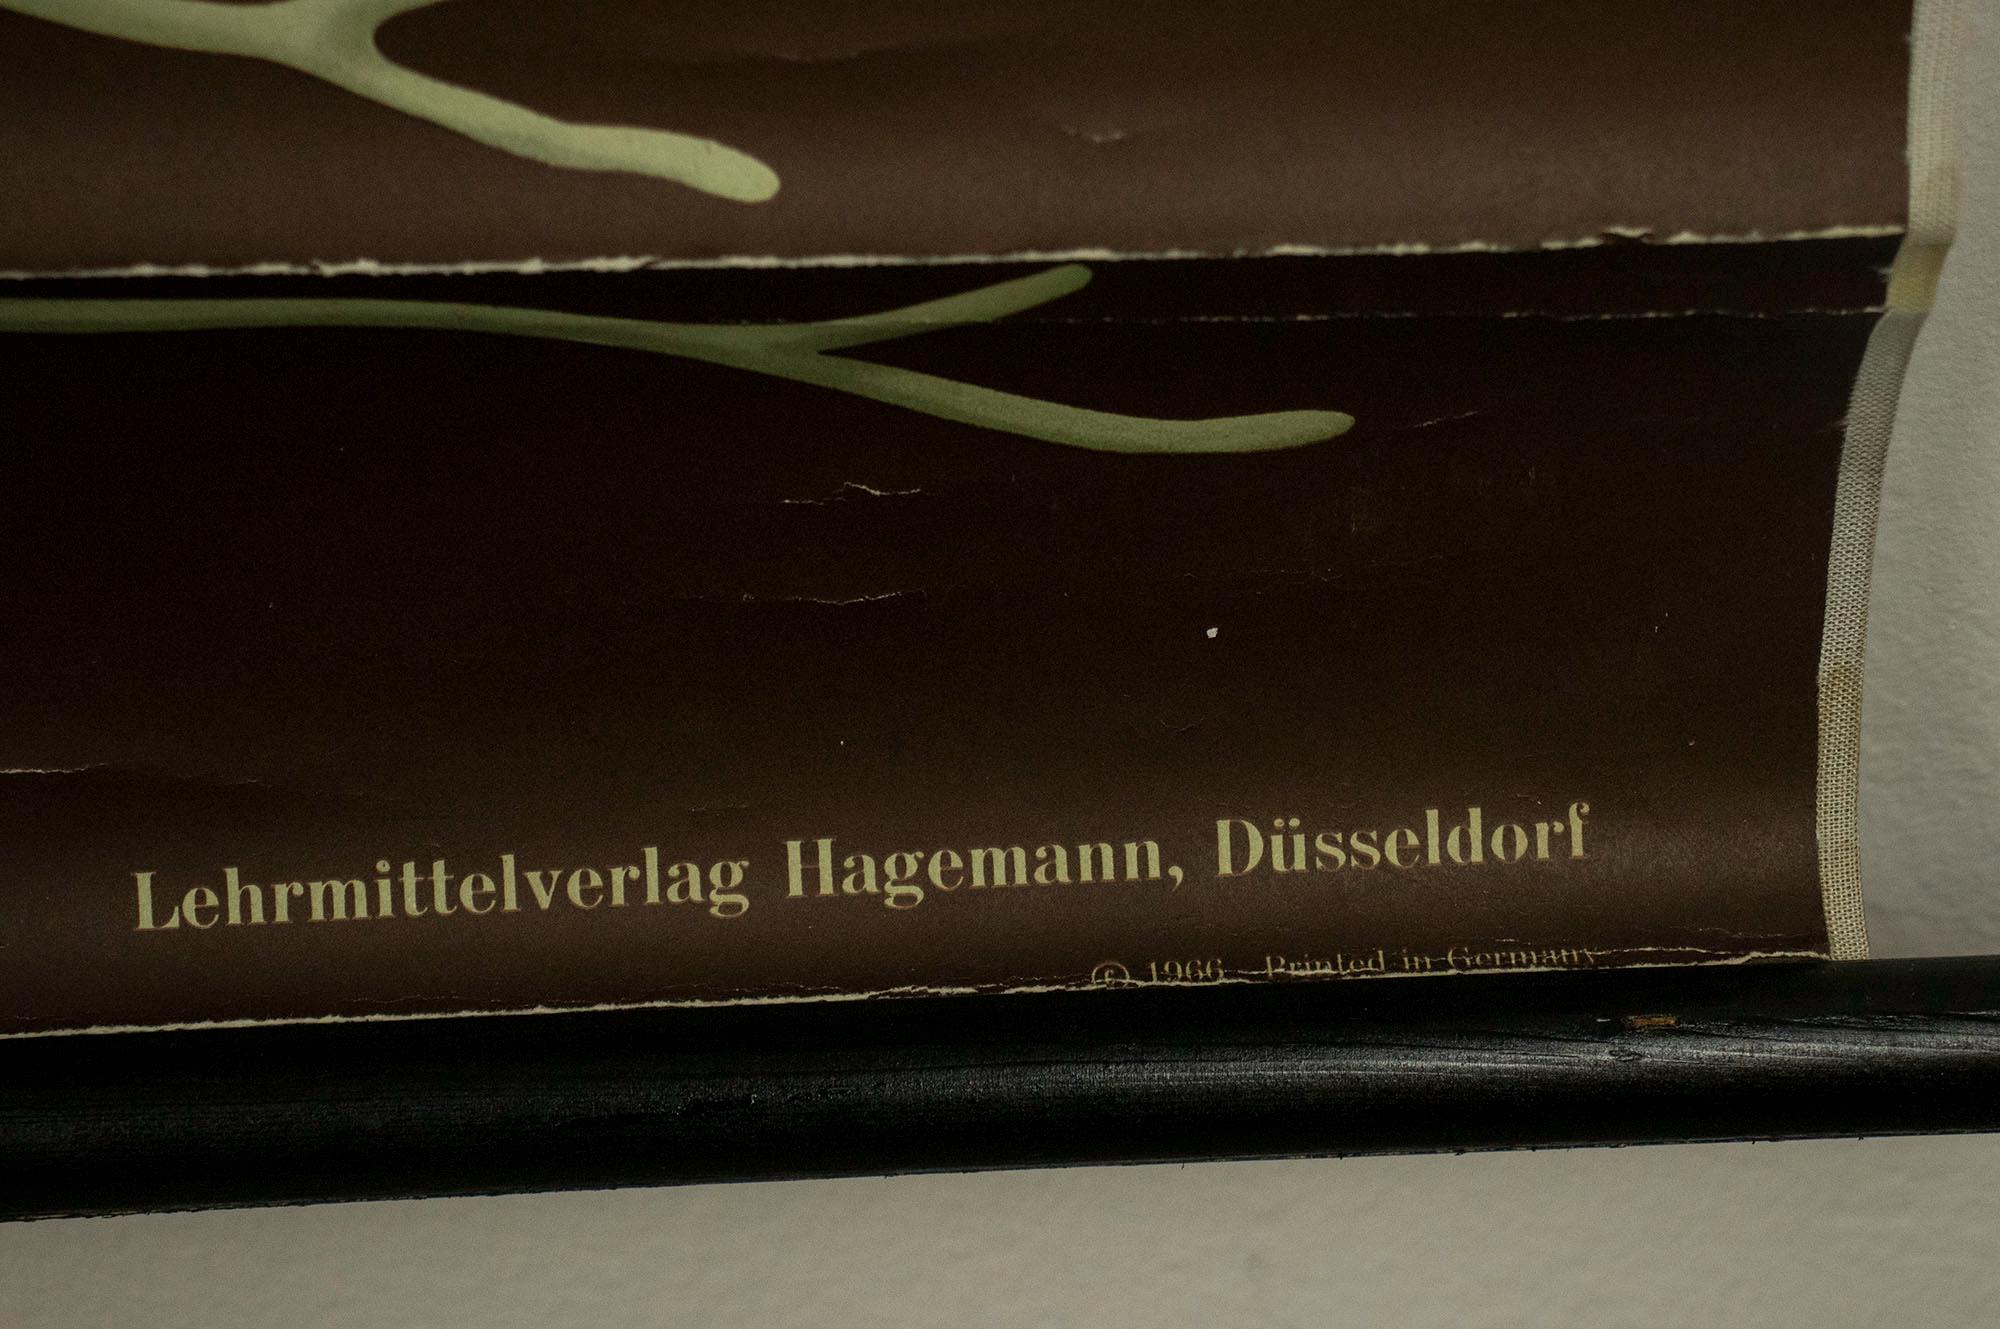 Lehrmittelverlag Hagemann, Düsseldorf
© 1966 Printed in Germany